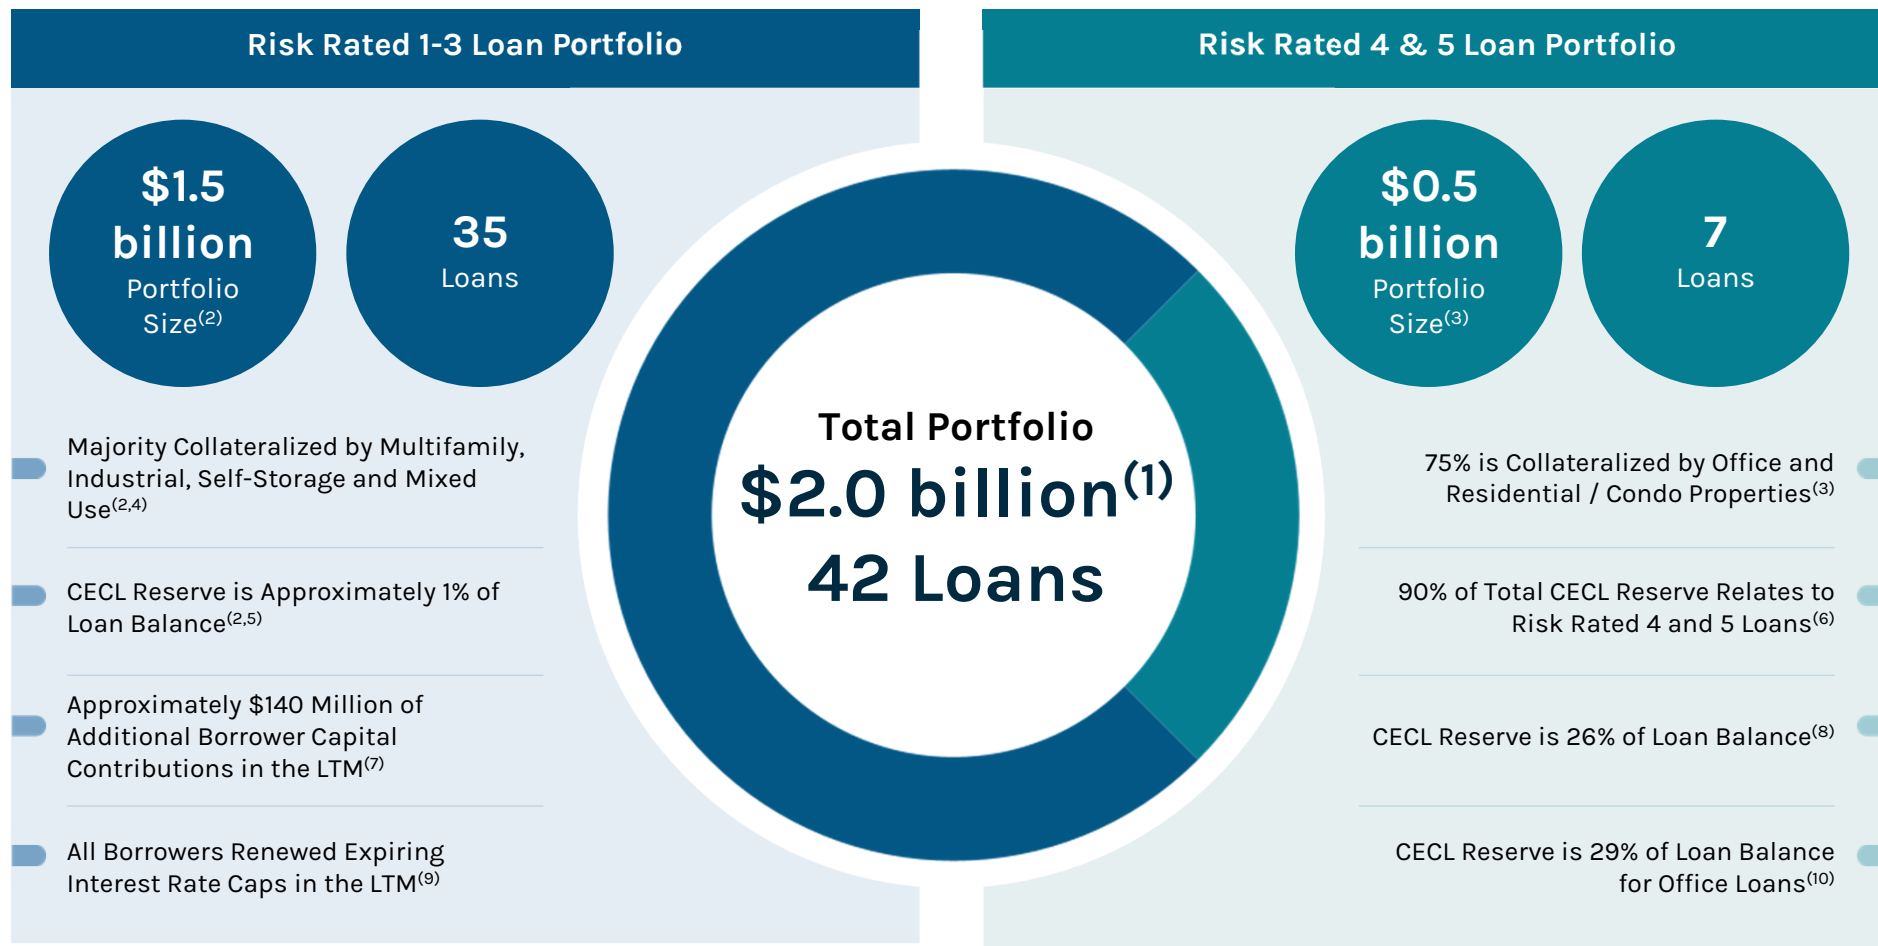 Risk Rated 1-3 Loan Portfolio
$1.5
billion
Portfolio
Size(2)
35
Loans
Majority Collateralized by Multifamily,
Industrial, Self-Storage and Mixed
Use(2,4)
CECL Reserve is Approximately 1% of
Loan Balance(2,5)
Approximately $140 Million of
Additional Borrower Capital
Contributions in the LTM(7)
All Borrowers Renewed Expiring
Interest Rate Caps in the LTM(9)
Total Portfolio
$2.0 billion(1)
42 Loans
Risk Rated 4 & 5 Loan Portfolio
$0.5
billion
Portfolio
Size(3)
7
Loans
75% is Collateralized by Office and
Residential / Condo Properties(3)
90% of Total CECL Reserve Relates to
Risk Rated 4 and 5 Loans(6)
CECL Reserve is 26% of Loan Balance(8)
CECL Reserve is 29% of Loan Balance
for Office Loans(10)